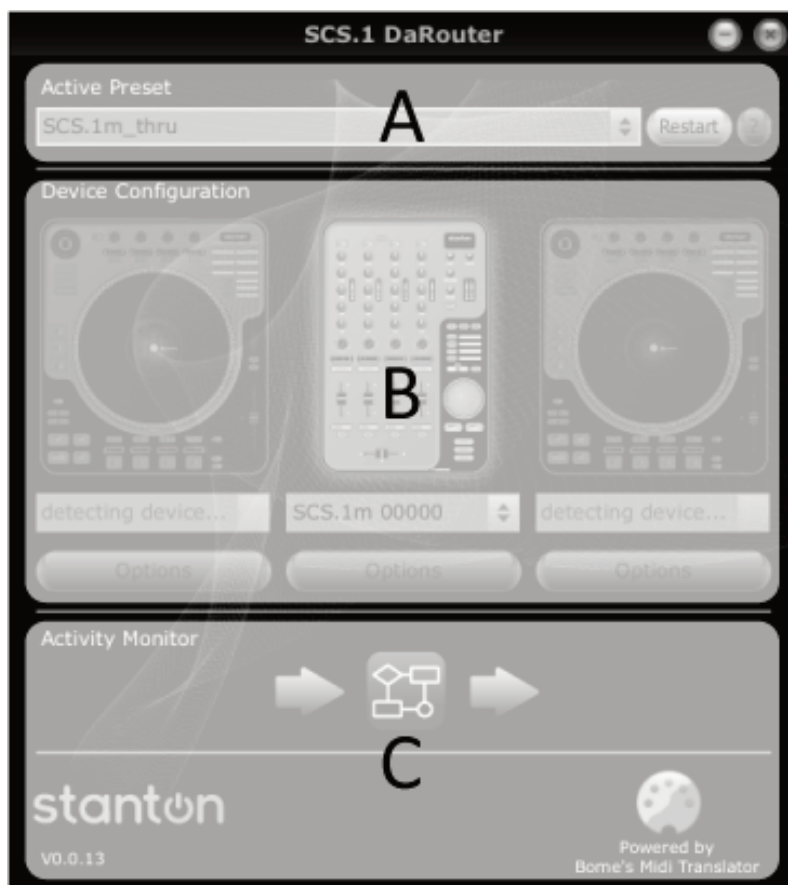 SCS.1 DaRouter
Active Preset
A
SCS.1m_thru
Restart
?
Device Configuration
B
detecting device...
SCS.1m 00000
detecting device...
Options
Options
Options
Activity Monitor
C
stanton
V0.0.13
Powered by
Bome's Midi Translator